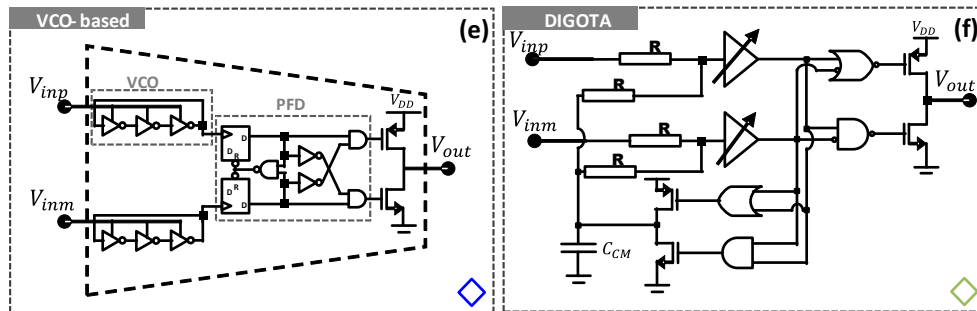 VCO- based
(e)
V_inp
VCO
PFD
V_DD
D
D
D
R
V_out
D
R
D
D
V_inm
DIGOTA
(f)
V_inp
R
V_DD
R
V_out
V_inm
R
R
C_CM